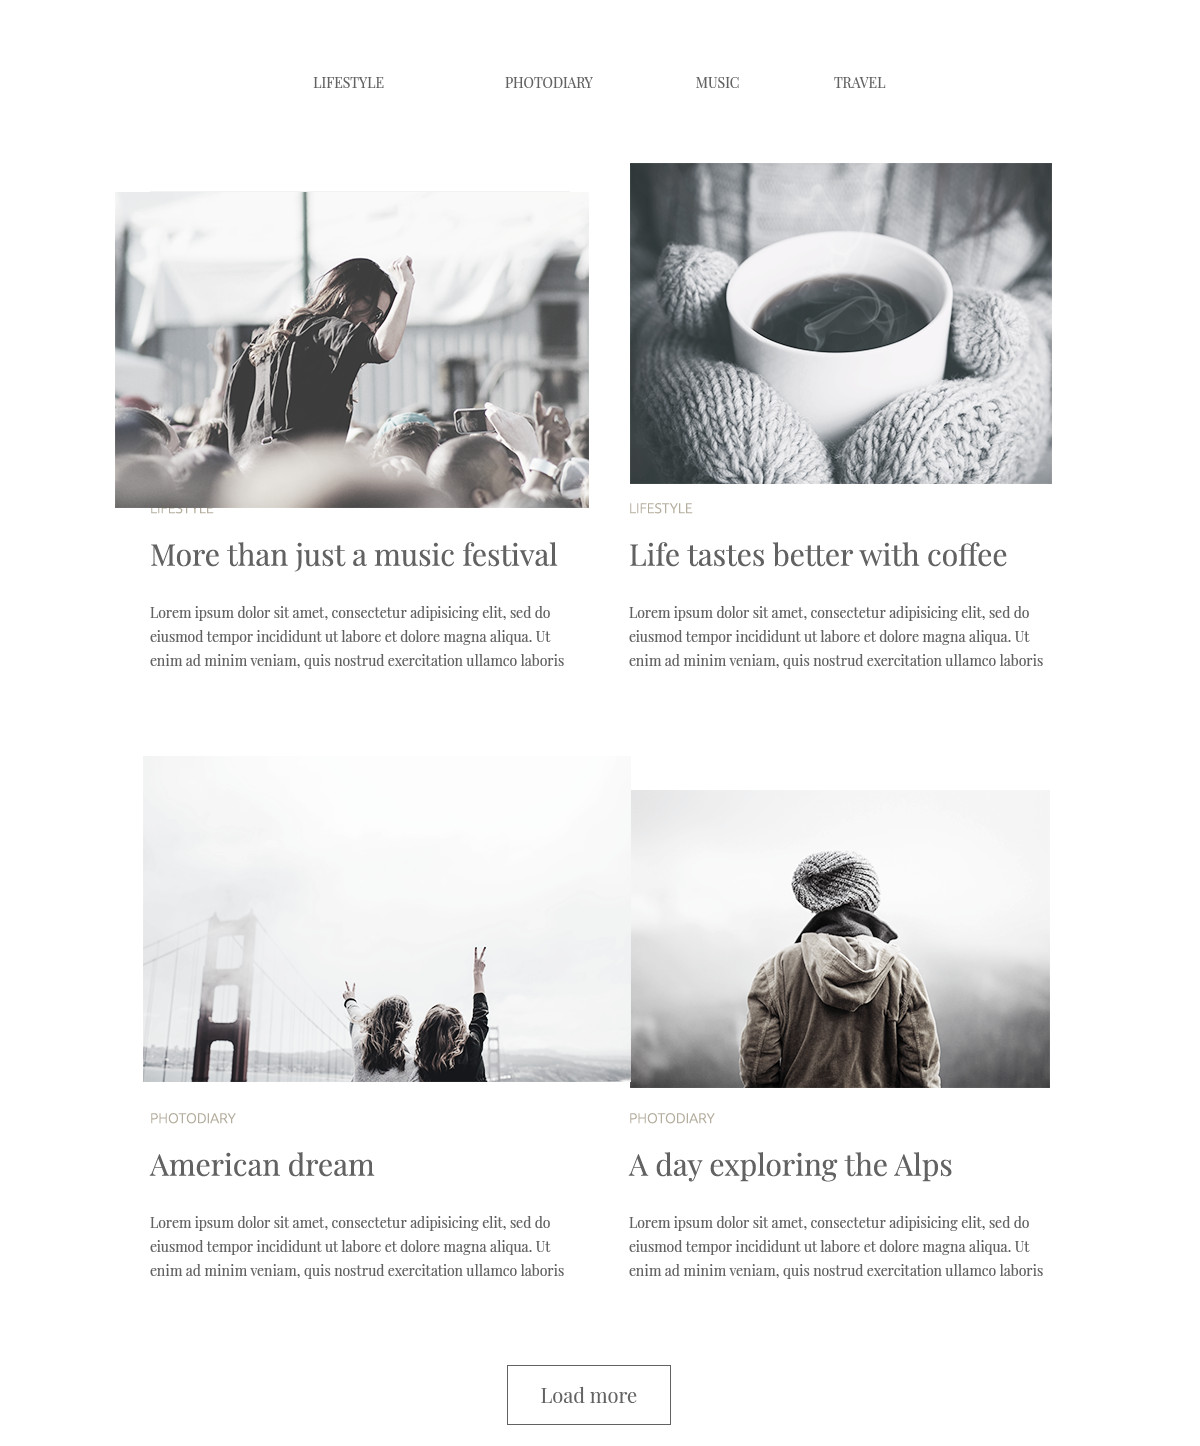 LIFESTYLE PHOTODIARY MUSIC TRAVEL
LIFESTYLE
More than just a music festival
Lorem ipsum dolor sit amet, consectetur adipisicing elit, sed do
eiusmod tempor incididunt ut labore et dolore magna aliqua. Ut
enim ad minim veniam, quis nostrud exercitation ullamco laboris
LIFESTYLE
Life tastes better with coffee
Lorem ipsum dolor sit amet, consectetur adipisicing elit, sed do
eiusmod tempor incididunt ut labore et dolore magna aliqua. Ut
enim ad minim veniam, quis nostrud exercitation ullamco laboris
PHOTODIARY
American dream
Lorem ipsum dolor sit amet, consectetur adipisicing elit, sed do
eiusmod tempor incididunt ut labore et dolore magna aliqua. Ut
enim ad minim veniam, quis nostrud exercitation ullamco laboris
PHOTODIARY
A day exploring the Alps
Lorem ipsum dolor sit amet, consectetur adipisicing elit, sed do
eiusmod tempor incididunt ut labore et dolore magna aliqua. Ut
enim ad minim veniam, quis nostrud exercitation ullamco laboris
Load more